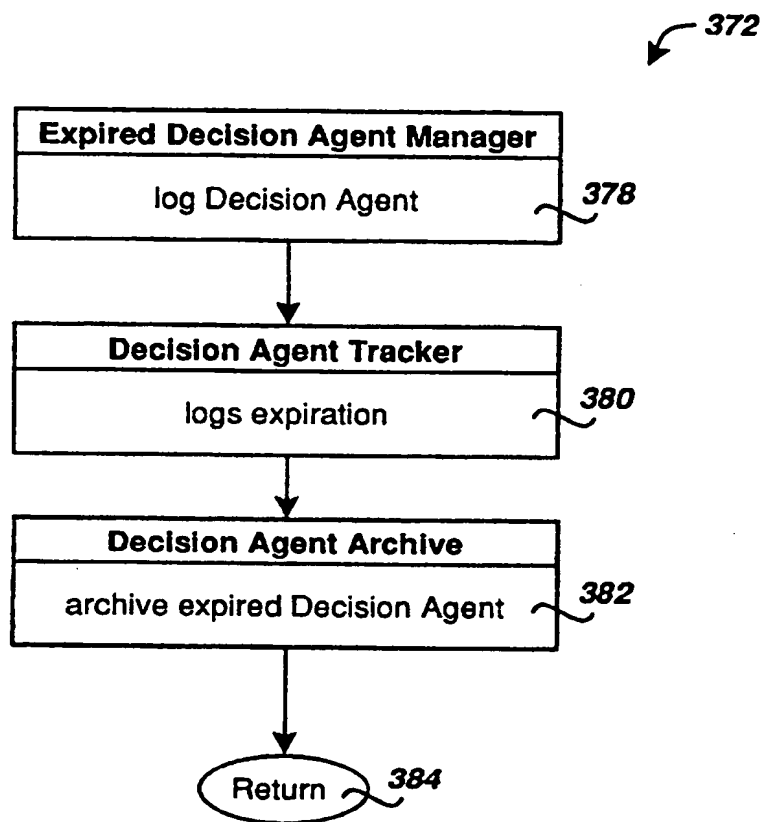 372
Expired Decision Agent Manager
log Decision Agent
378
Decision Agent Tracker
logs expiration
380
Decision Agent Archive
archive expired Decision Agent
382
Return
384